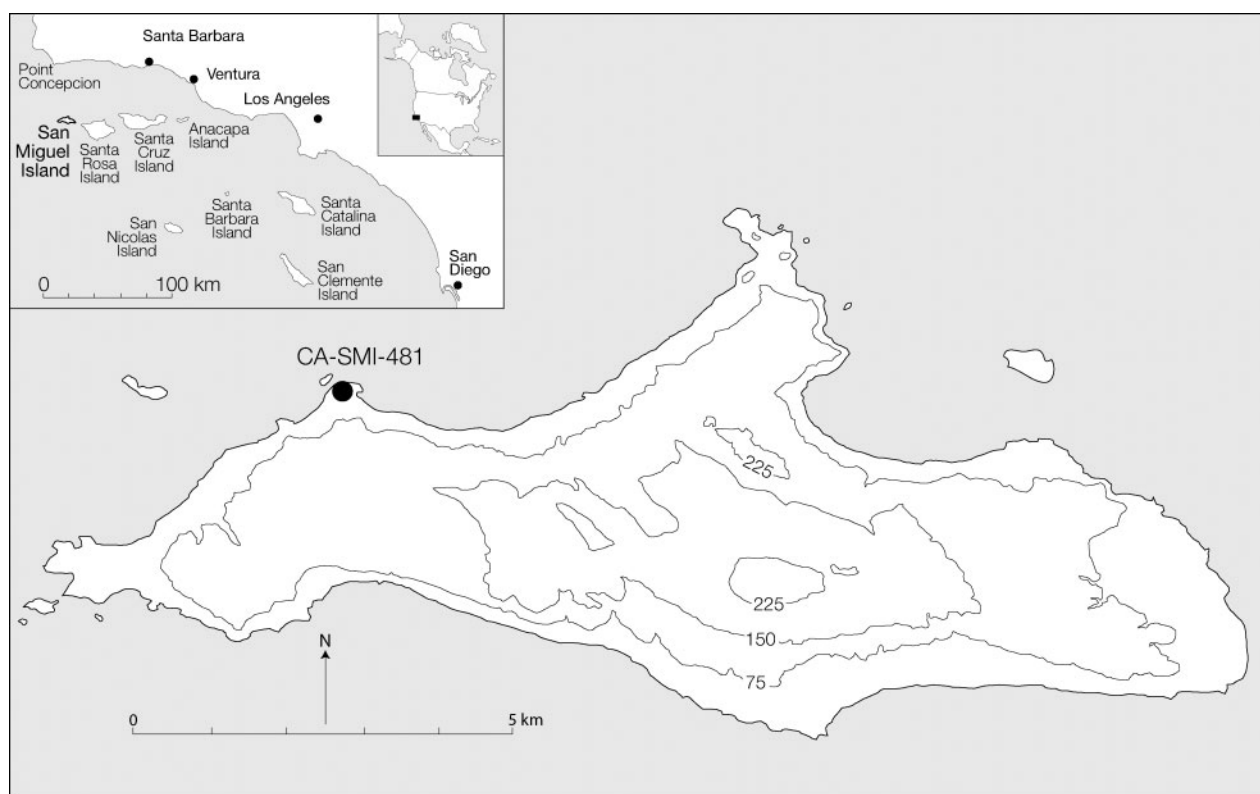 Santa Barbara
Point
Concepcion
Ventura
Los Angeles
San
Miguel
Island
Santa
Rosa
Island
Santa
Cruz
Island
Anacapa
Island
San
Nicolas
Island
Santa
Barbara
Island
Santa
Catalina
Island
San
Clemente
Island
San
Diego
0
100 km
CA-SMI-481
225
225
150
75
N
0
5 km